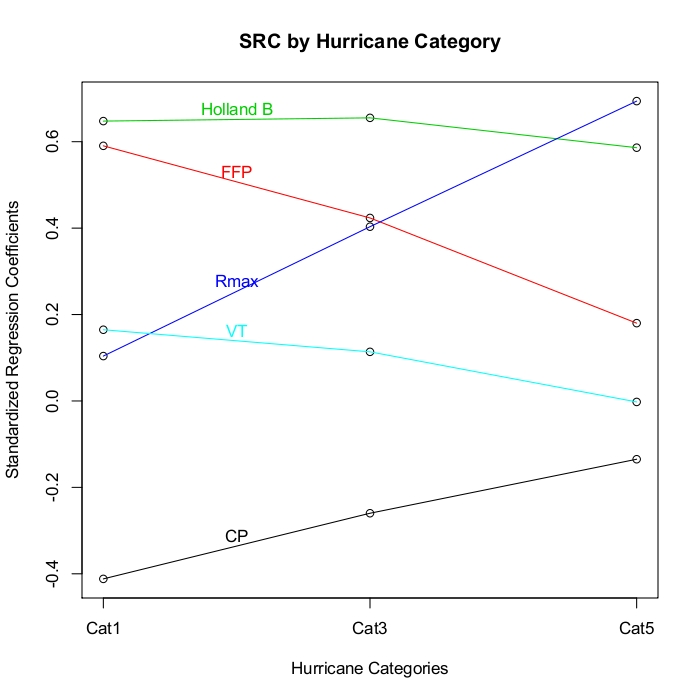 SRC by Hurricane Category
Holland B
FFP
Rmax
VT
CP
Standardized Regression Coefficients
0.6
0.4
0.2
0.0
-0.2
-0.4
Cat1 Cat3 Cat5
Hurricane Categories